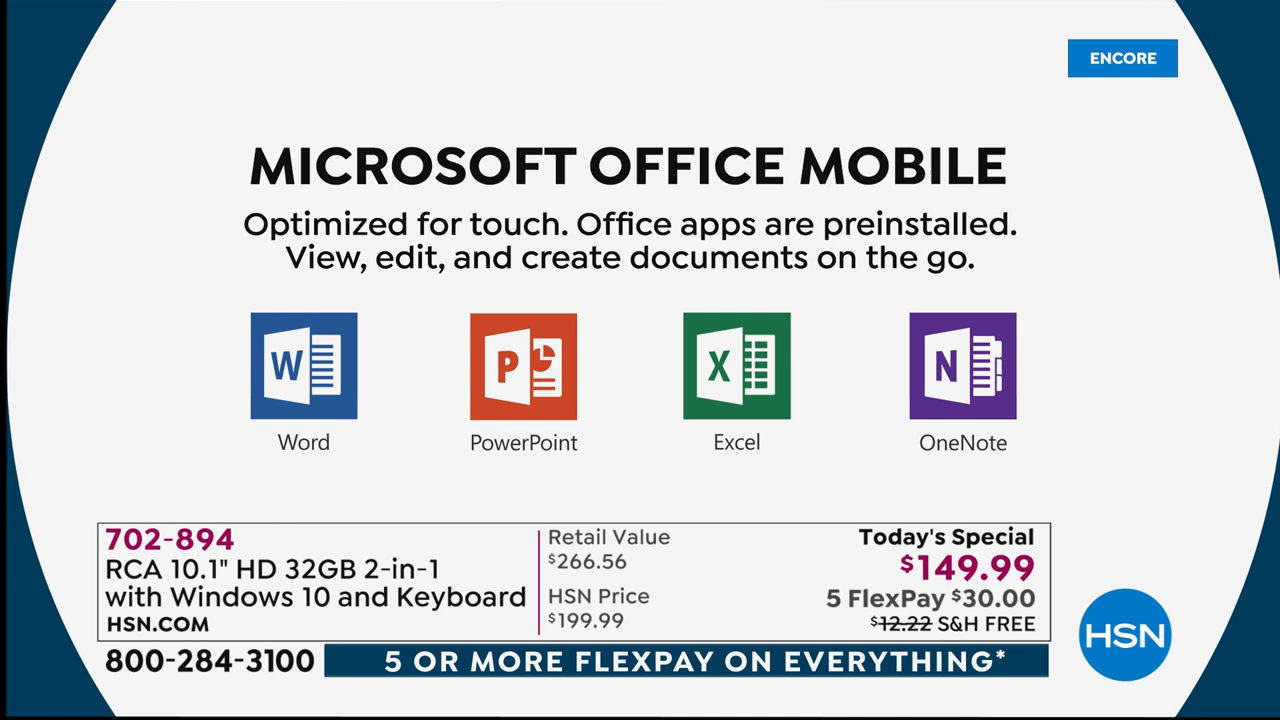 ENCORE
MICROSOFT OFFICE MOBILE
Optimized for touch. Office apps are preinstalled.
View, edit, and create documents on the go.
W
P
X
N
Word
PowerPoint
Excel
OneNote
702-894
RCA 10.1" HD 32GB 2-in-1
with Windows 10 and Keyboard
HSN.COM
Retail Value
$266.56
HSN Price
$199.99
Today's Special
$149.99
5 FlexPay $30.00
$12.22 S&H FREE
800-284-3100
5 OR MORE FLEXPAY ON EVERYTHING*
HSN